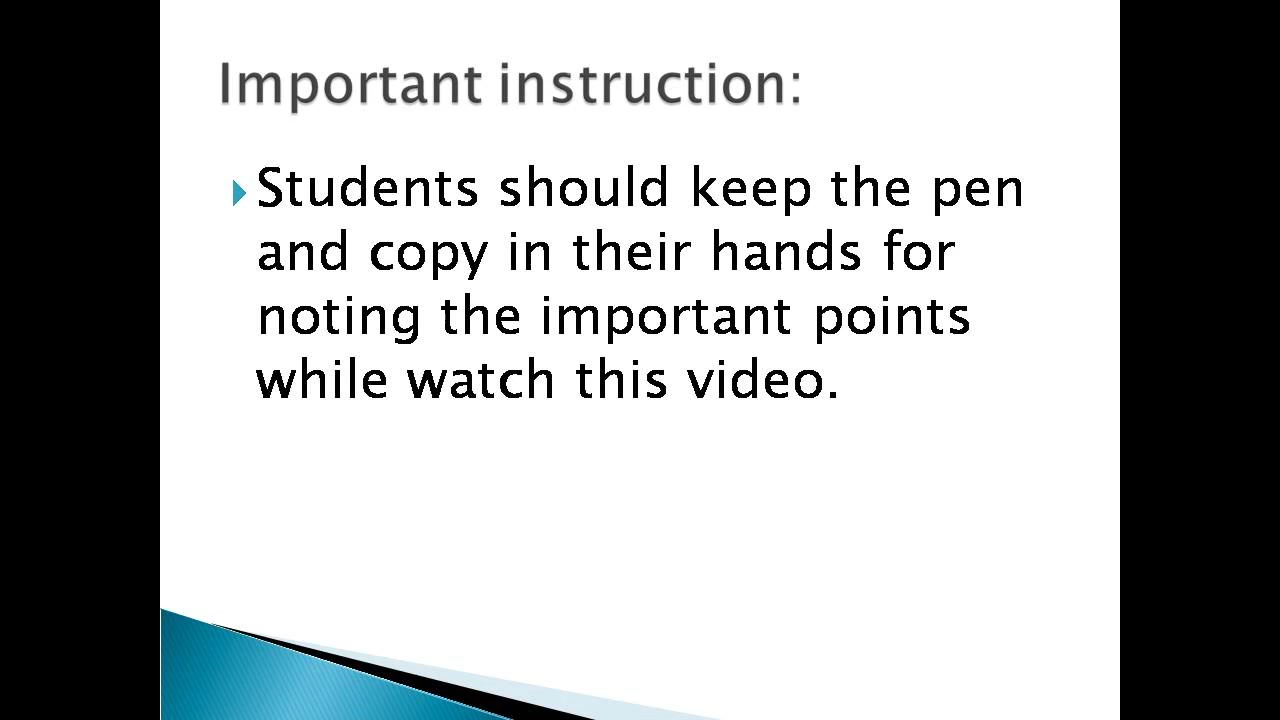 Important instruction:
Students should keep the pen
and copy in their hands for
noting the important points
while watch this video.